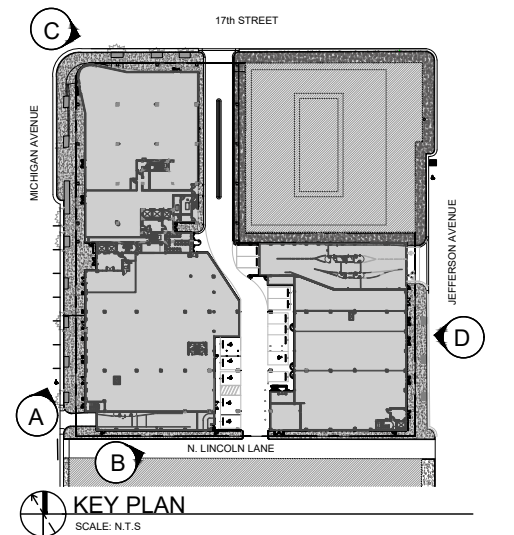 17th STREET
C
MICHIGAN AVENUE
JEFFERSON AVENUE
D
A
B
N. LINCOLN LANE
KEY PLAN
SCALE: N.T.S